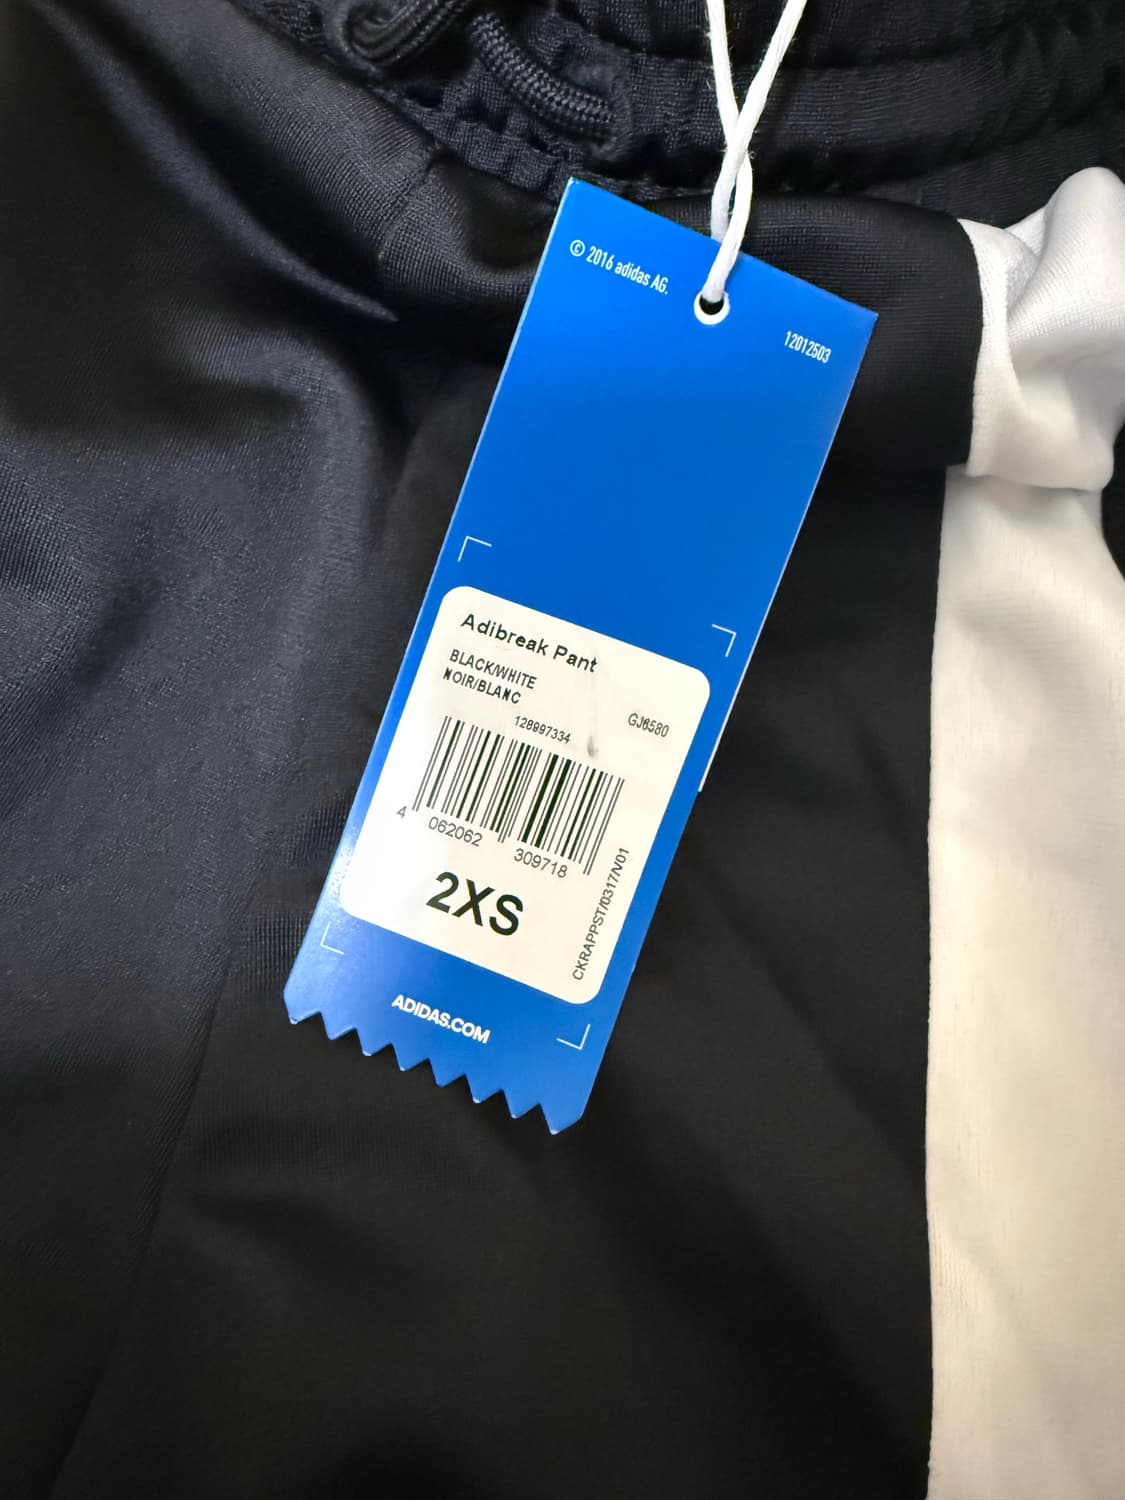 © 2016 adidas AG.
12012503
Adibreak Pant
BLACK/WHITE
NOIR/BLANC
128997334
GJ6580
4 062062 309718
2XS
CKRAPPST/0317/V01
ADIDAS.COM